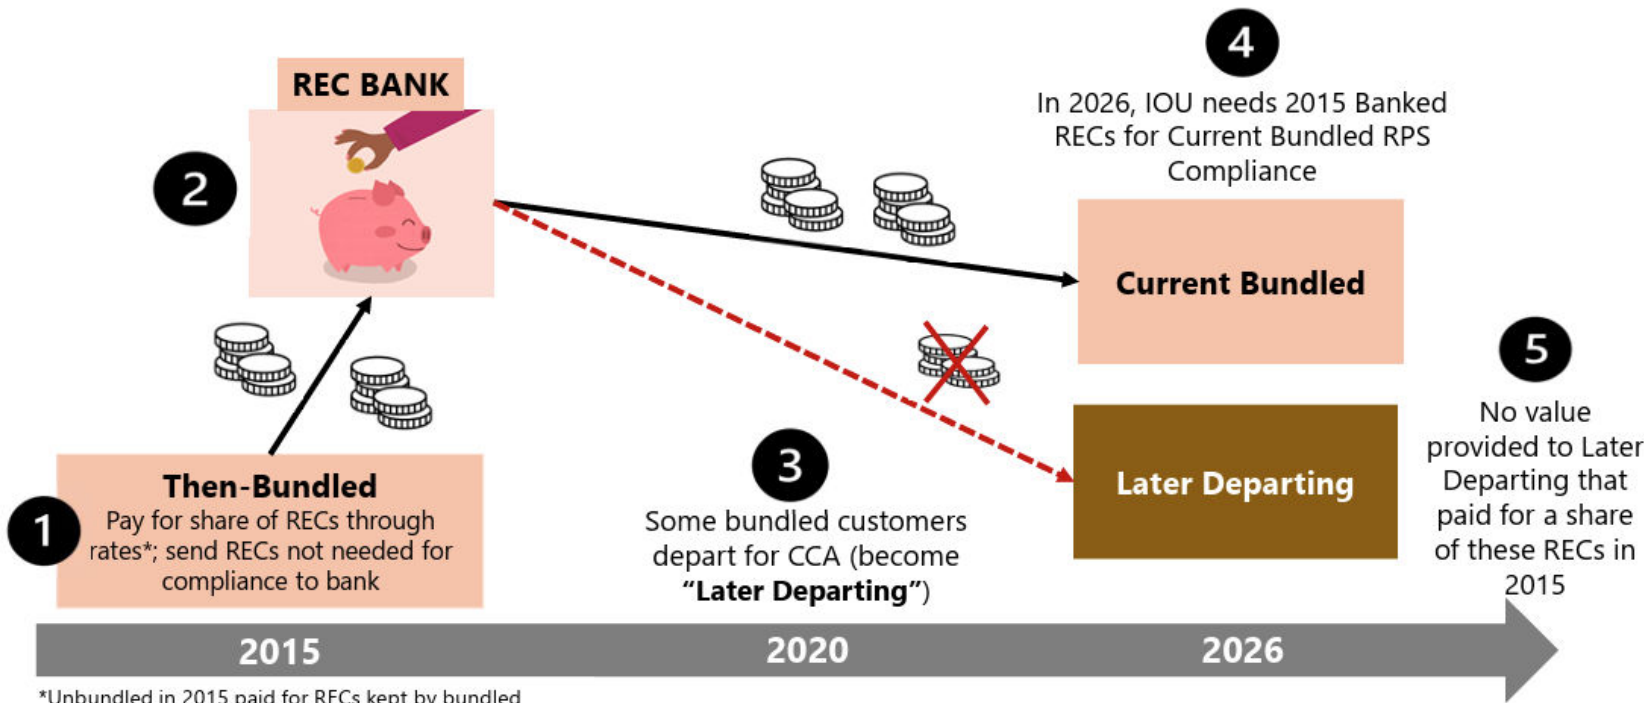 REC BANK
2
1
Then-Bundled
Pay for share of RECs through
rates*; send RECs not needed for
compliance to bank
3
Some bundled customers
depart for CCA (become
“Later Departing”)
4
In 2026, IOU needs 2015 Banked
RECs for Current Bundled RPS
Compliance
Current Bundled
Later Departing
5
No value
provided to Later
Departing that
paid for a share
of these RECs in
2015
2015
2020
2026
*Unbundled in 2015 paid for RECs kept by bundled